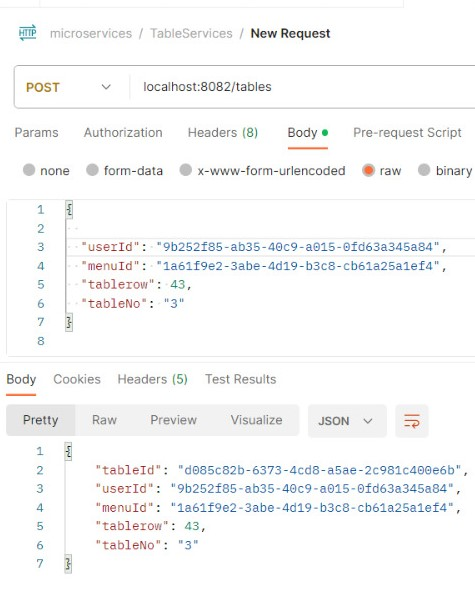 HTTP microservices / TableServices / New Request
POST localhost:8082/tables
Params Authorization Headers (8) Body Pre-request Script
none form-data x-www-form-urlencoded raw binary
1 {
2
3 "userId": "9b252f85-ab35-40c9-a015-0fd63a345a84",
4 "menuId": "1a61f9e2-3abe-4d19-b3c8-cb61a25a1ef4",
5 "tablerow": 43,
6 "tableNo": "3"
7 }
8
Body Cookies Headers (5) Test Results
Pretty Raw Preview Visualize JSON
1 {
2 "tableId": "d085c82b-6373-4cd8-a5ae-2c981c400e6b",
3 "userId": "9b252f85-ab35-40c9-a015-0fd63a345a84",
4 "menuId": "1a61f9e2-3abe-4d19-b3c8-cb61a25a1ef4",
5 "tablerow": 43,
6 "tableNo": "3"
7 }